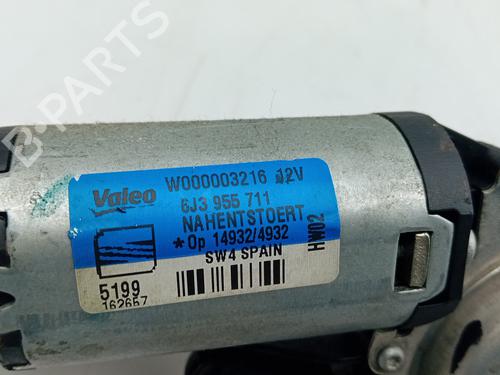 Valeo
W000003216 12V
6J3 955 711
NAHENTSTOERT
*Op 14932/4932
SW4 SPAIN
HW02
5199
162657
B-PARTS